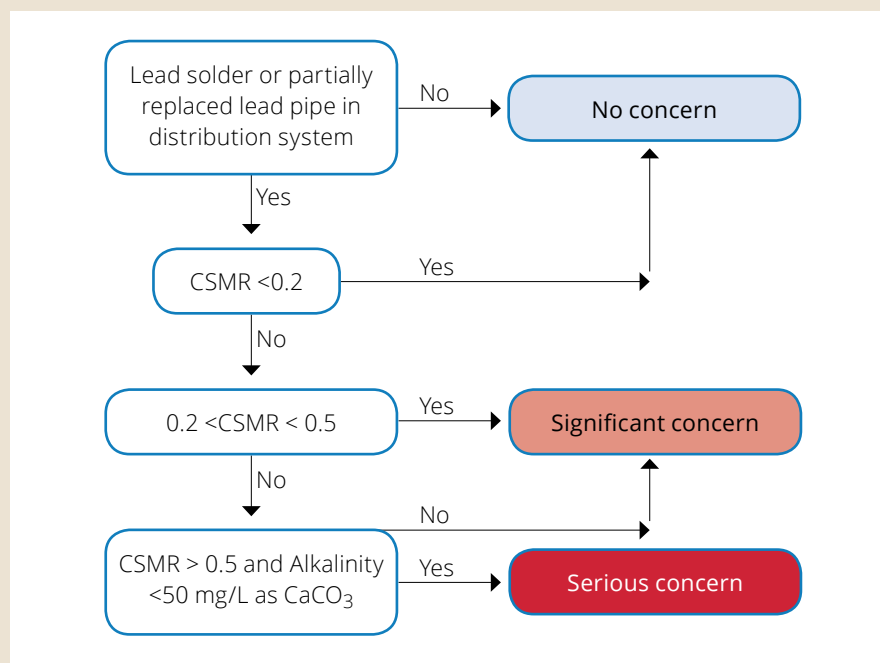 Lead solder or partially
replaced lead pipe in
distribution system
No
No concern
Yes
CSMR <0.2
Yes
No
0.2 <CSMR < 0.5
Yes
Significant concern
No
No
CSMR > 0.5 and Alkalinity
<50 mg/L as CaCO₃
Yes
Serious concern